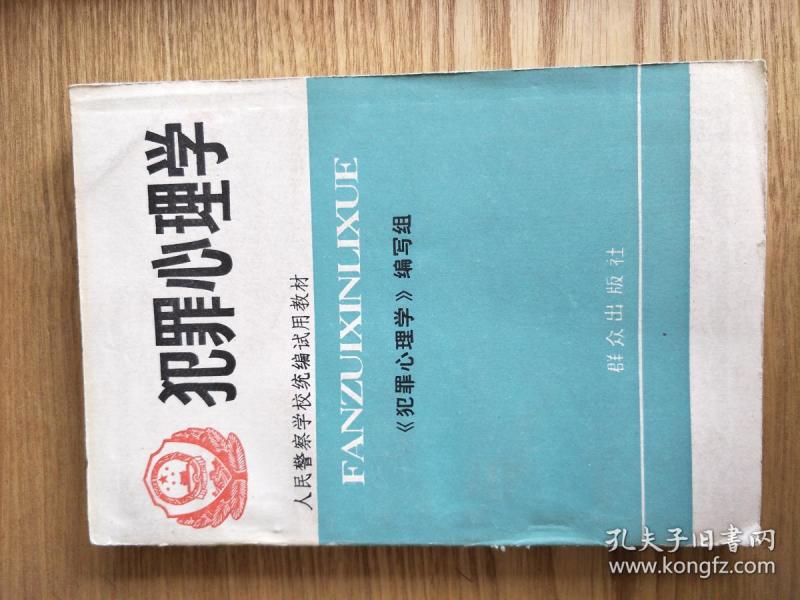 犯罪心理学
人民警察学校统编试用教材
FANZUIXINLIXUE
《犯罪心理学》编写组
群众出版社
孔夫子旧书网
www.kongfz.com